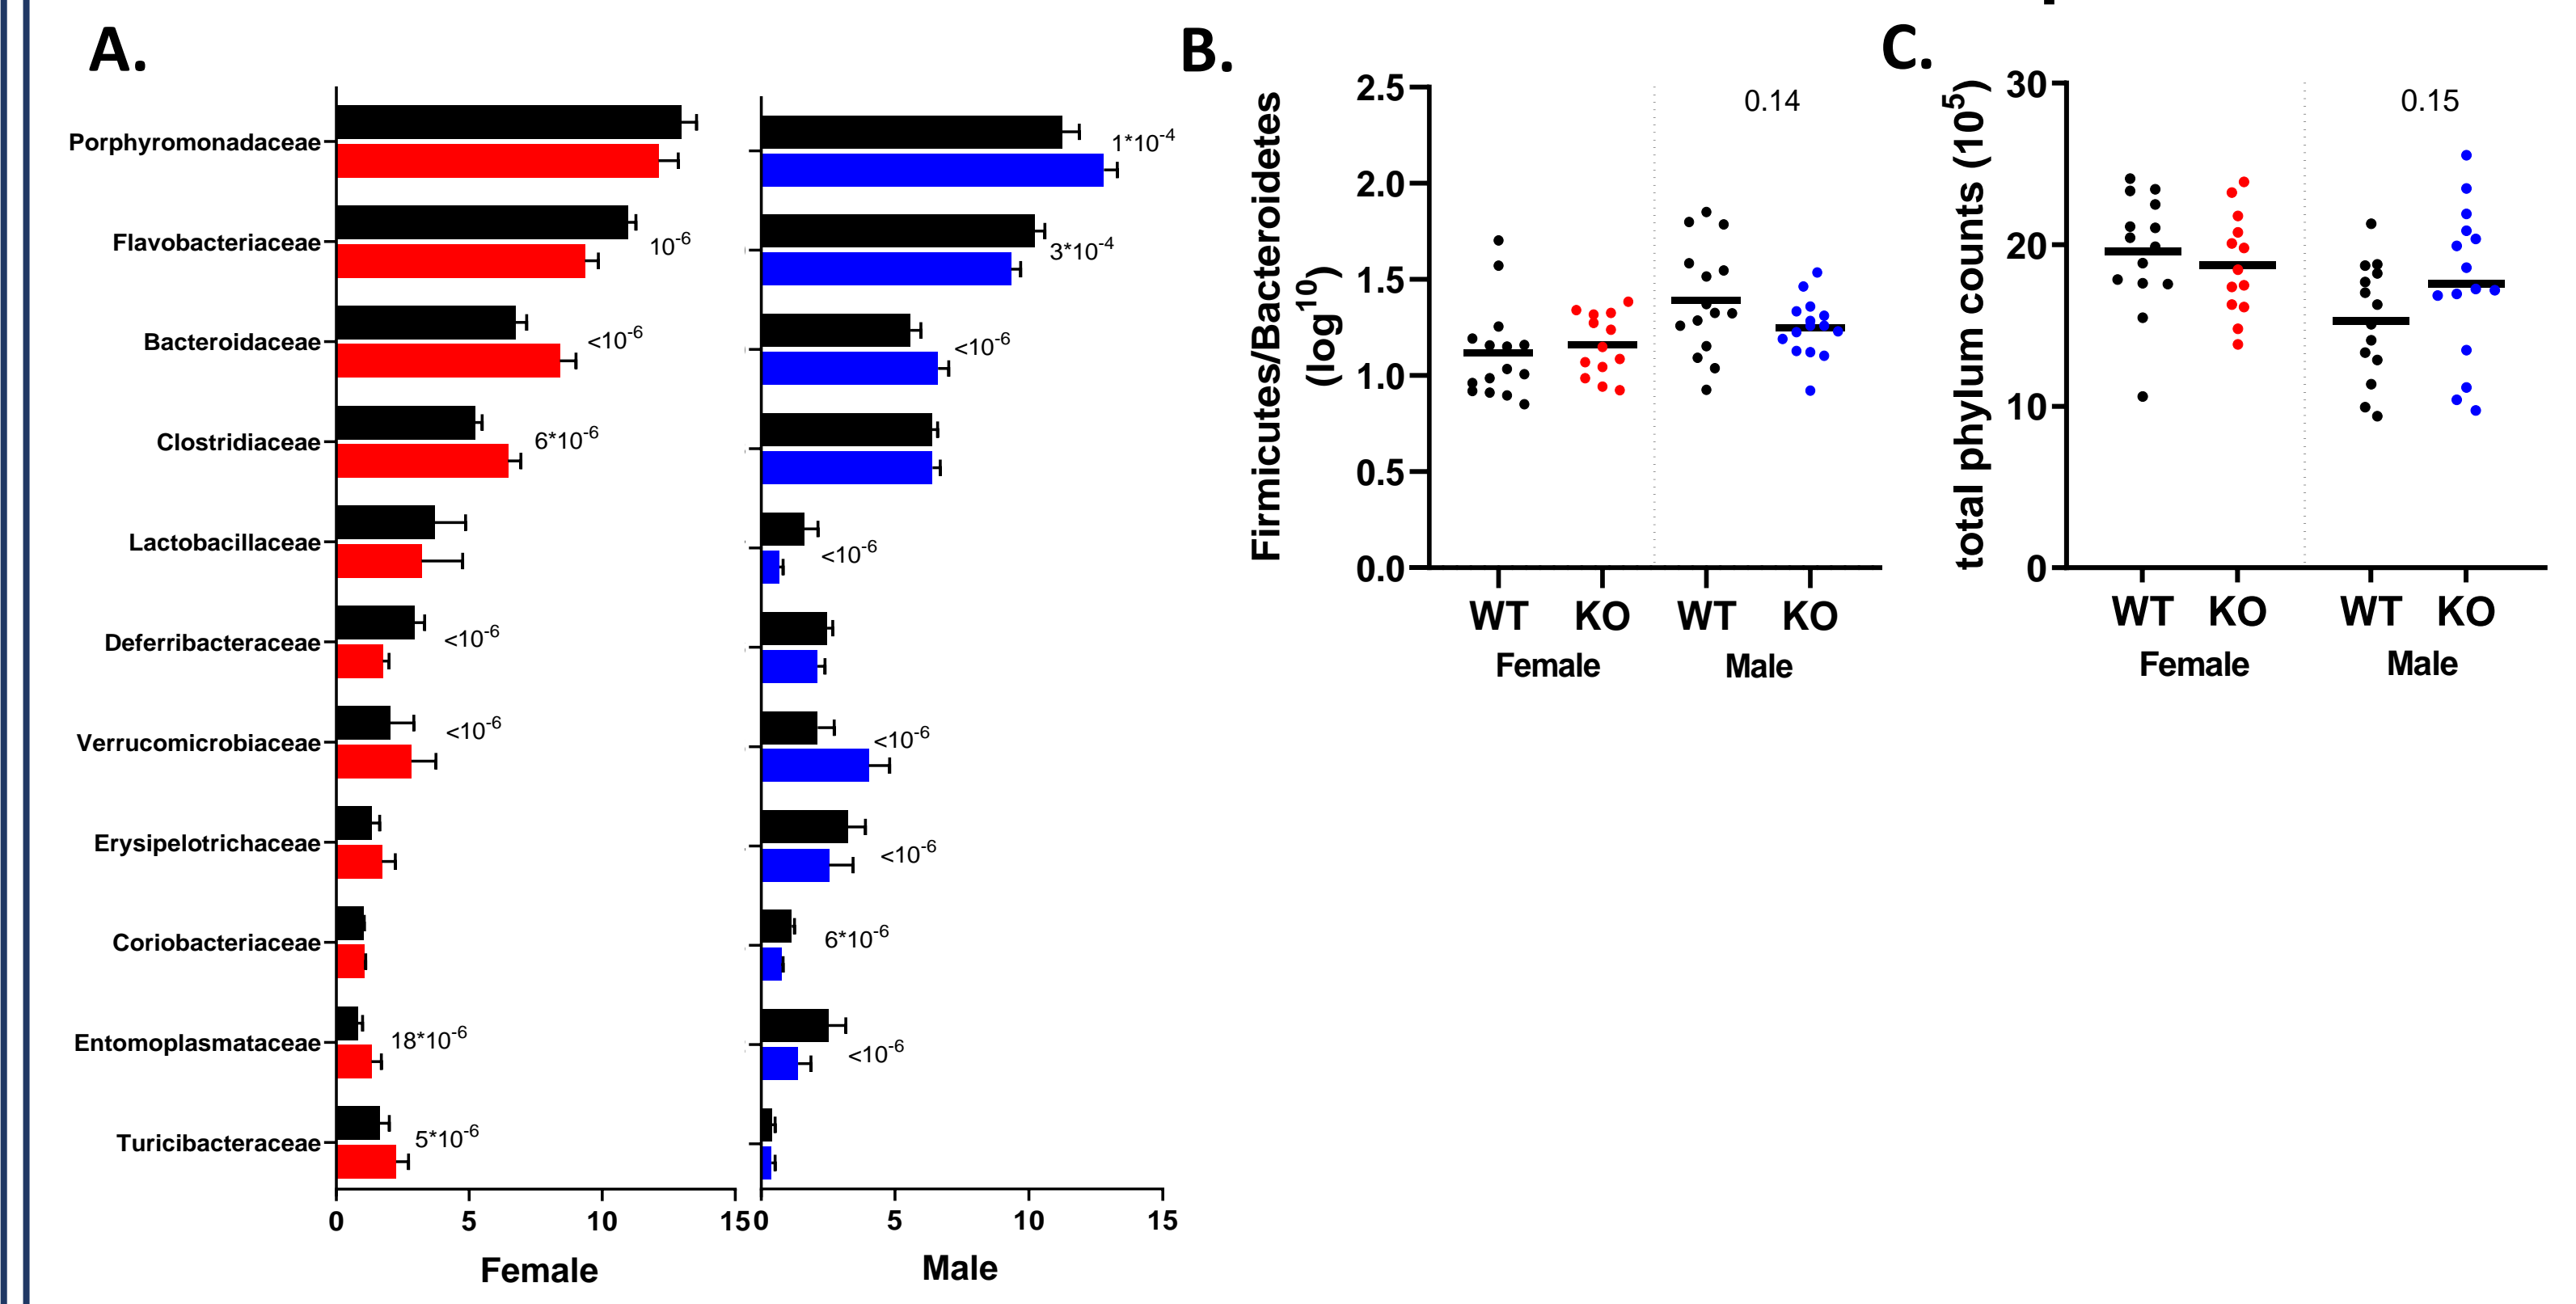 A.
Porphyromonadaceae
Flavobacteriaceae
Bacteroidaceae
Clostridiaceae
Lactobacillaceae
Deferribacteraceae
Verrucomicrobiaceae
Erysipelotrichaceae
Coriobacteriaceae
Entomoplasmataceae
Turicibacteraceae
10-6
<10-6
6*10-6
<10-6
<10-6
18*10-6
5*10-6
0 5 10 15
Female
1*10-4
3*10-4
<10-6
<10-6
<10-6
<10-6
6*10-6
<10-6
0 5 10 15
Male
B.
Firmicutes/Bacteroidetes
(log10)
2.5
2.0
1.5
1.0
0.5
0.0
0.14
WT KO WT KO
Female Male
C.
total phylum counts (105)
30
20
10
0
0.15
WT KO WT KO
Female Male